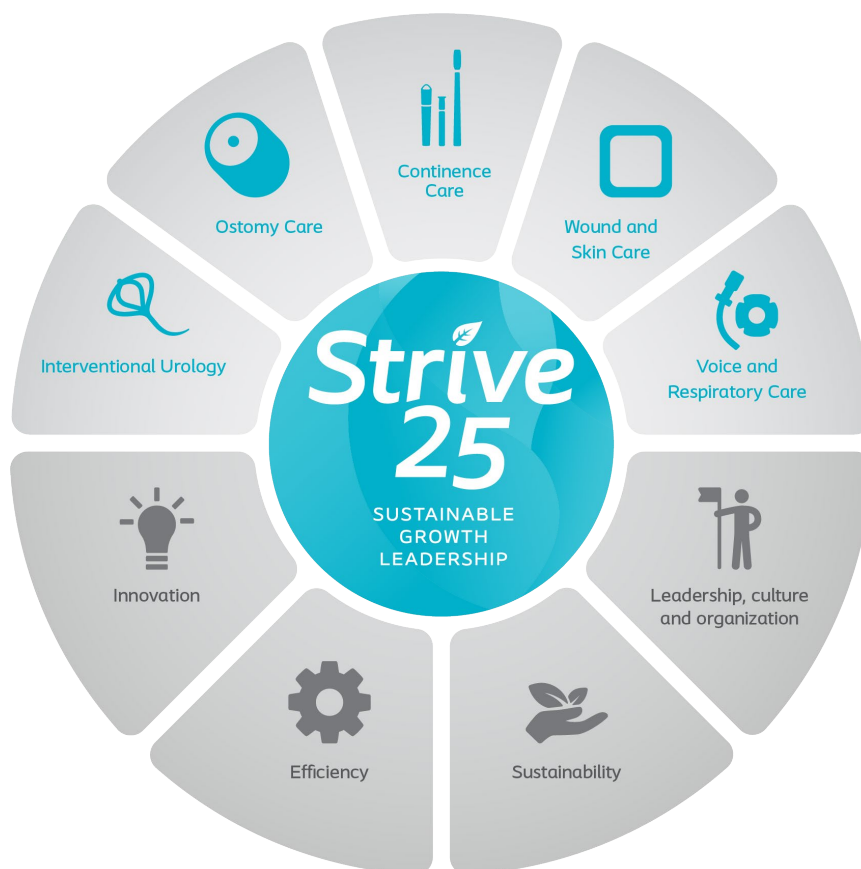 Continence
Care
Ostomy Care
Wound and
Skin Care
Interventional Urology
Voice and
Respiratory Care
Strive
25
SUSTAINABLE
GROWTH
LEADERSHIP
Innovation
Leadership, culture
and organization
Efficiency
Sustainability